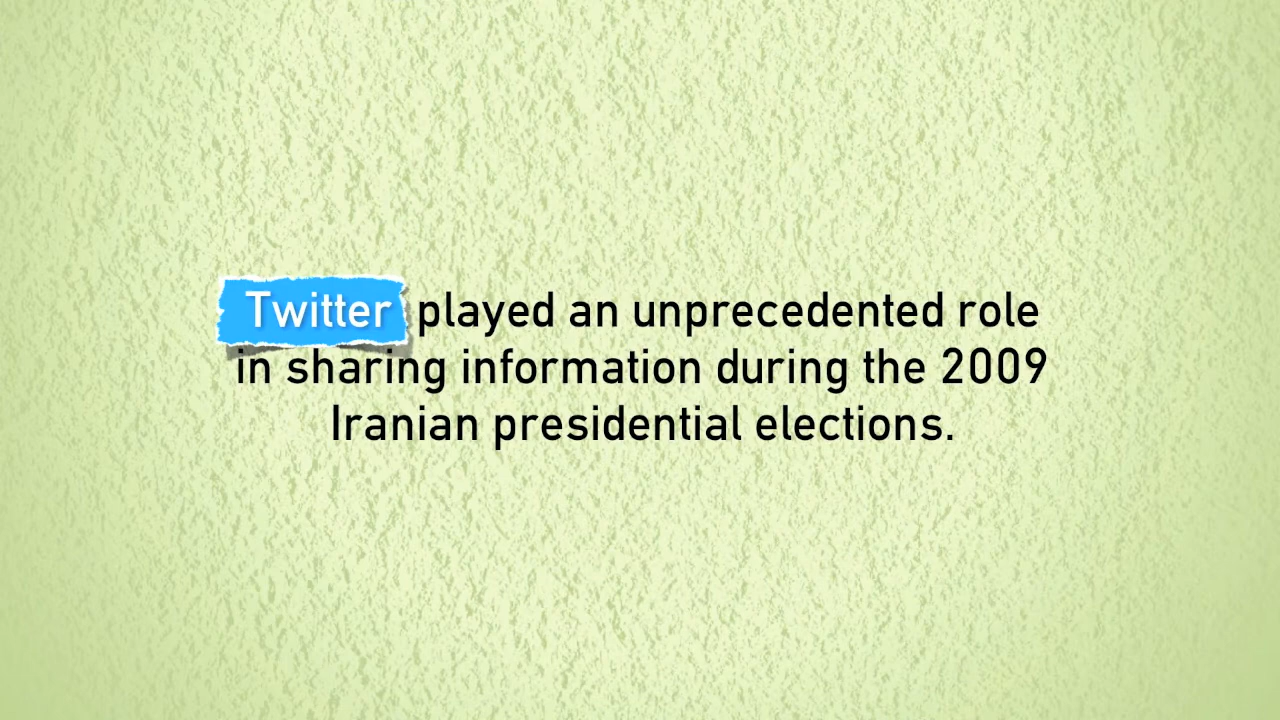 Twitter played an unprecedented role
in sharing information during the 2009
Iranian presidential elections.